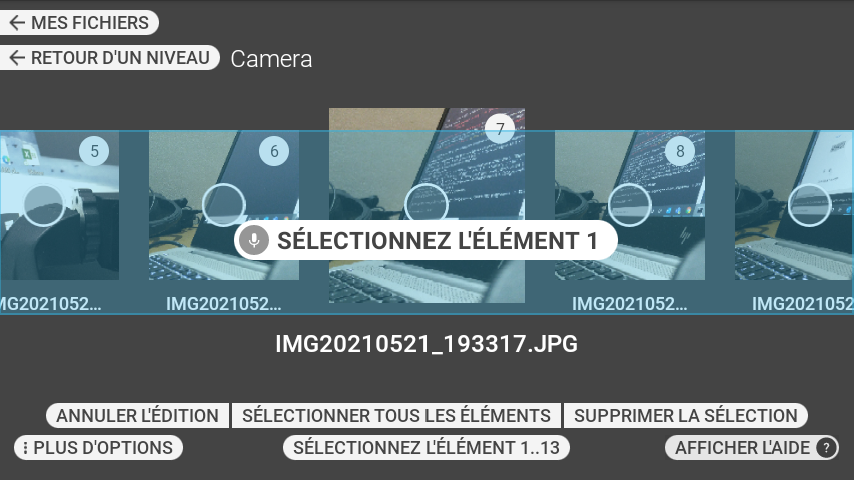 MES FICHIERS
RETOUR D'UN NIVEAU Camera
5 6 7 8
SÉLECTIONNEZ L'ÉLÉMENT 1
MG2021052... IMG2021052... IMG2021052... IMG2021052
IMG20210521_193317.JPG
ANNULER L'ÉDITION SÉLECTIONNER TOUS LES ÉLÉMENTS SUPPRIMER LA SÉLECTION
PLUS D'OPTIONS SÉLECTIONNEZ L'ÉLÉMENT 1..13 AFFICHER L'AIDE ?